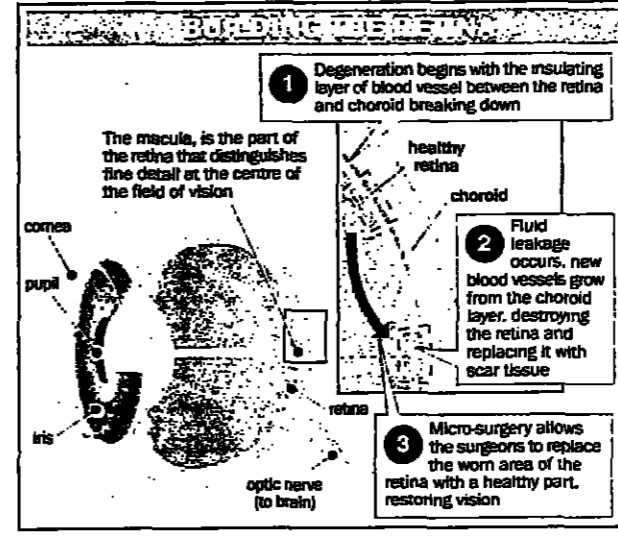 BUILDING
1 Degeneration begins with the insulating
layer of blood vessel between the retina
and choroid breaking down
The macula, is the part of
the retina that distinguishes
fine detail at the centre of
the field of vision
healthy
retina
choroid
cornea
pupil
iris
2 Fluid
leakage
occurs, new
blood vessels grow
from the choroid
layer, destroying
the retina and
replacing it with
scar tissue
retina
optic nerve
(to brain)
3 Micro-surgery allows
the surgeons to replace
the worn area of the
retina with a healthy part,
restoring vision